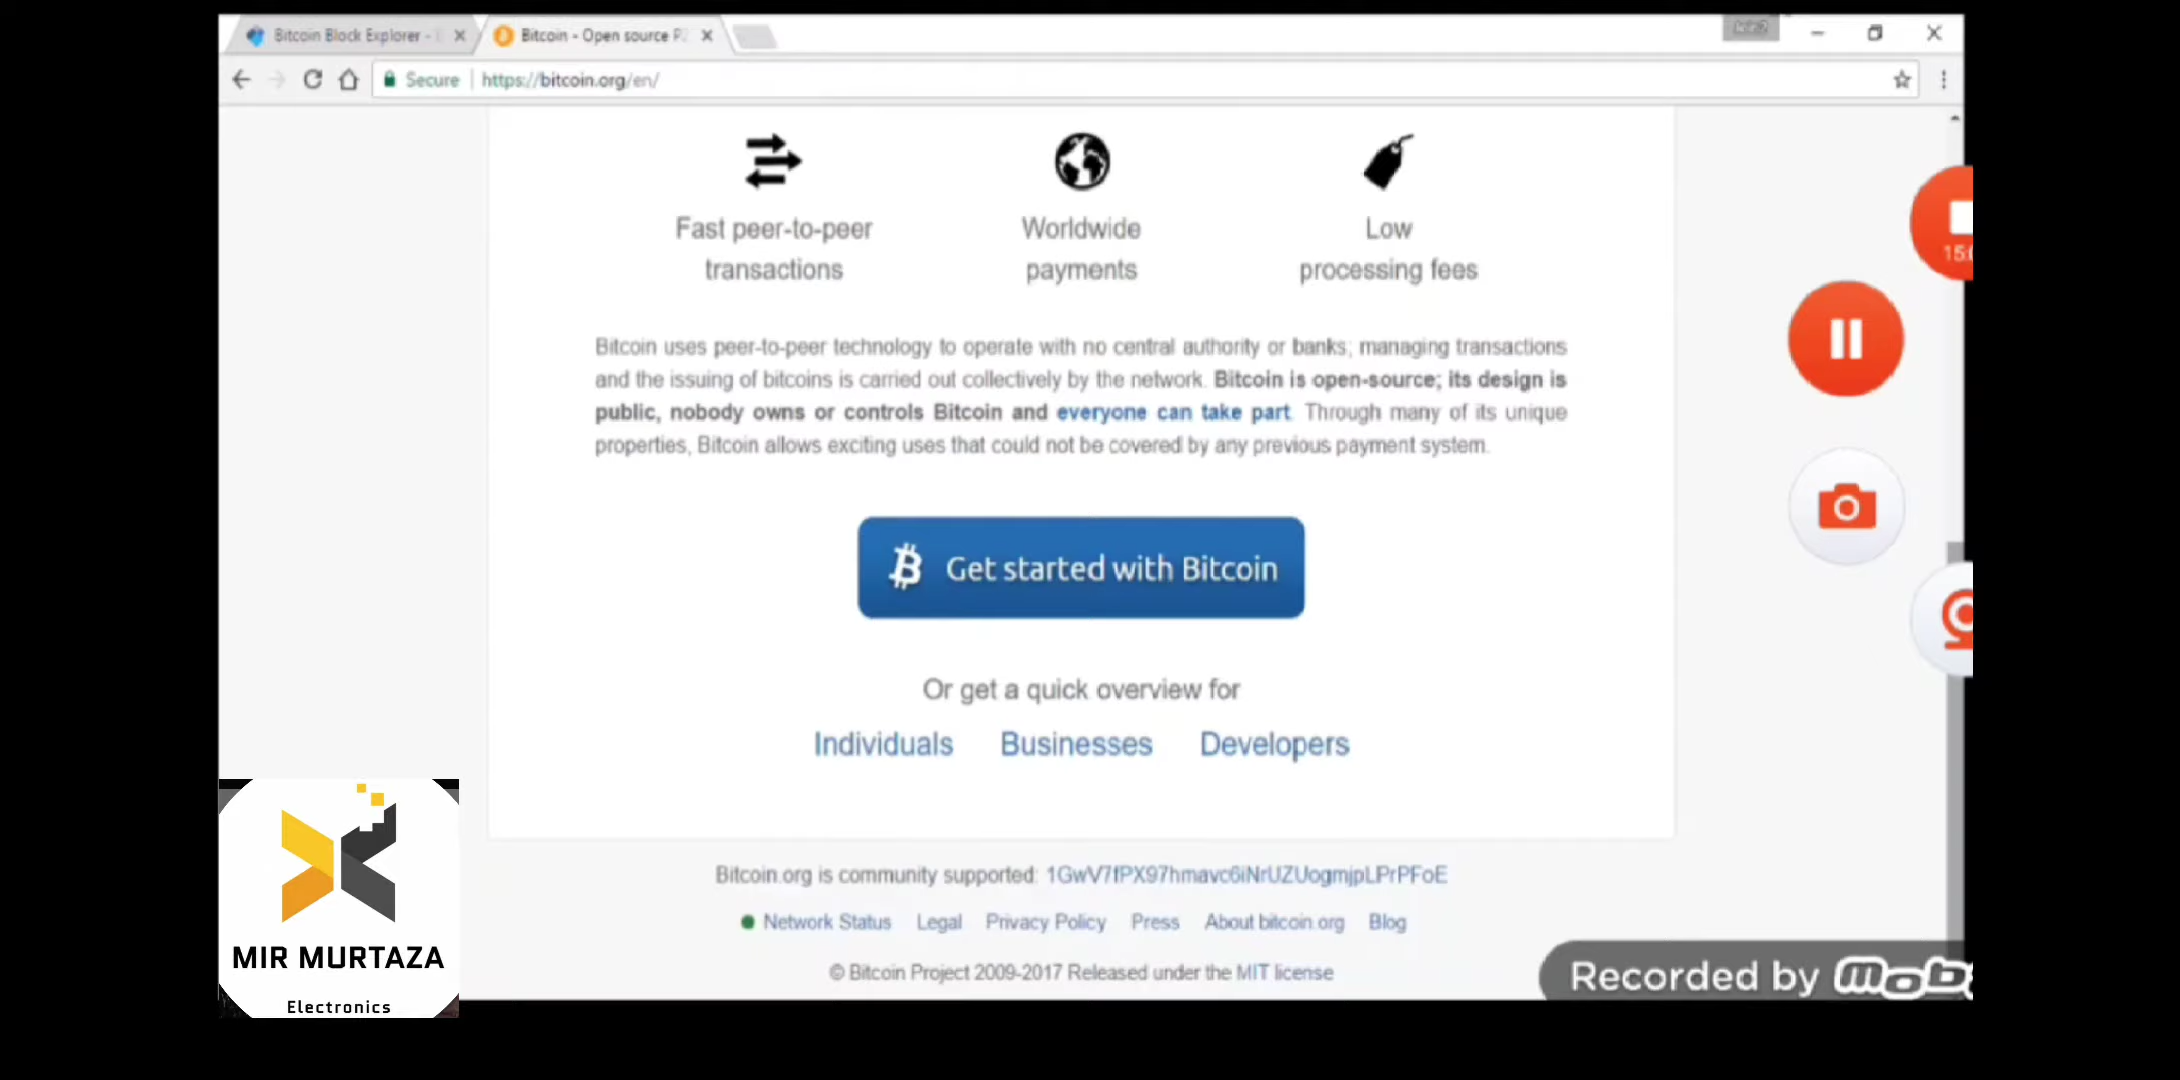 Bitcoin Block Explorer -
Bitcoin - Open source P
Secure
https://bitcoin.org/en/
Fast peer-to-peer
transactions
Worldwide
payments
Low
processing fees
Bitcoin uses peer-to-peer technology to operate with no central authority or banks; managing transactions
and the issuing of bitcoins is carried out collectively by the network. Bitcoin is open-source; its design is
public, nobody owns or controls Bitcoin and everyone can take part. Through many of its unique
properties, Bitcoin allows exciting uses that could not be covered by any previous payment system.
Get started with Bitcoin
Or get a quick overview for
Individuals Businesses Developers
Bitcoin.org is community supported: 1GwV7fPX97hmavc6iNrUZUogmjpLPrPFoE
Network Status Legal Privacy Policy Press About bitcoin.org Blog
© Bitcoin Project 2009-2017 Released under the MIT license
MIR MURTAZA
Electronics
Recorded by